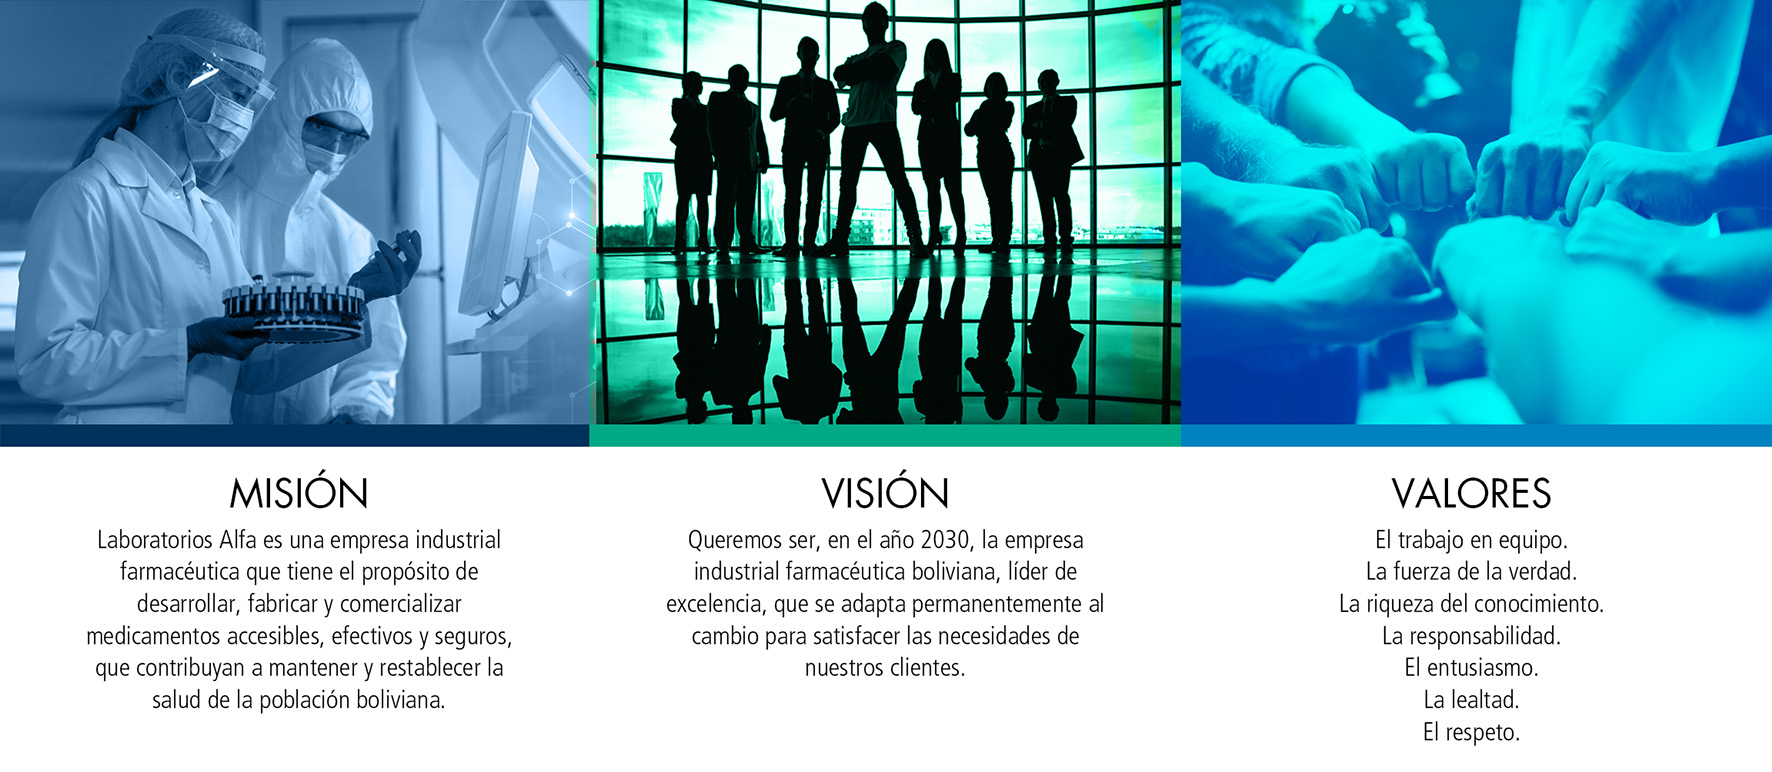 MISIÓN
Laboratorios Alfa es una empresa industrial
farmacéutica que tiene el propósito de
desarrollar, fabricar y comercializar
medicamentos accesibles, efectivos y seguros,
que contribuyan a mantener y restablecer la
salud de la población boliviana.
VISIÓN
Queremos ser, en el año 2030, la empresa
industrial farmacéutica boliviana, líder de
excelencia, que se adapta permanentemente al
cambio para satisfacer las necesidades de
nuestros clientes.
VALORES
El trabajo en equipo.
La fuerza de la verdad.
La riqueza del conocimiento.
La responsabilidad.
El entusiasmo.
La lealtad.
El respeto.